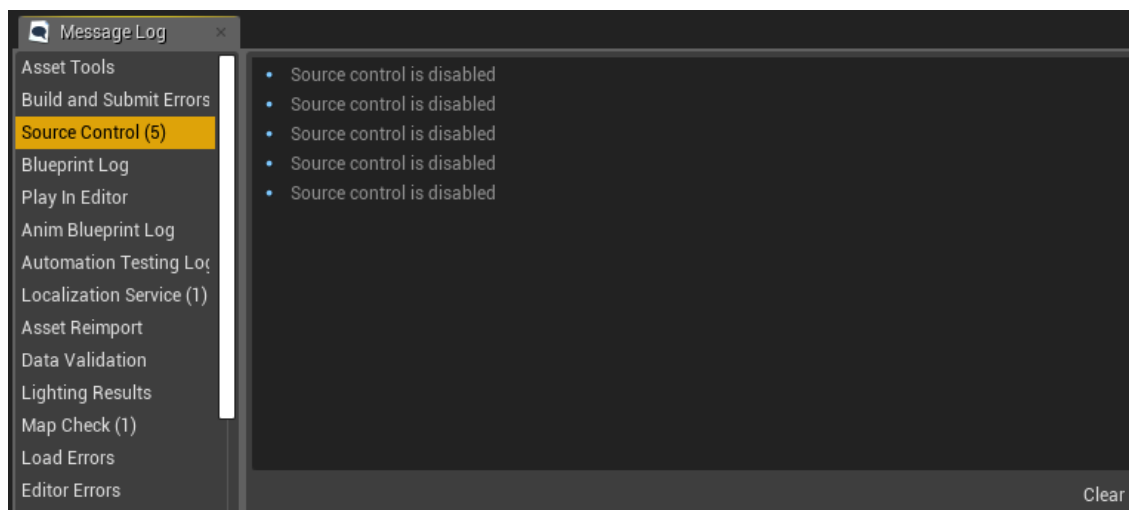 Message Log
Asset Tools
Build and Submit Errors
Source Control (5)
Blueprint Log
Play In Editor
Anim Blueprint Log
Automation Testing Log
Localization Service (1)
Asset Reimport
Data Validation
Lighting Results
Map Check (1)
Load Errors
Editor Errors
• Source control is disabled
• Source control is disabled
• Source control is disabled
• Source control is disabled
• Source control is disabled
Clear